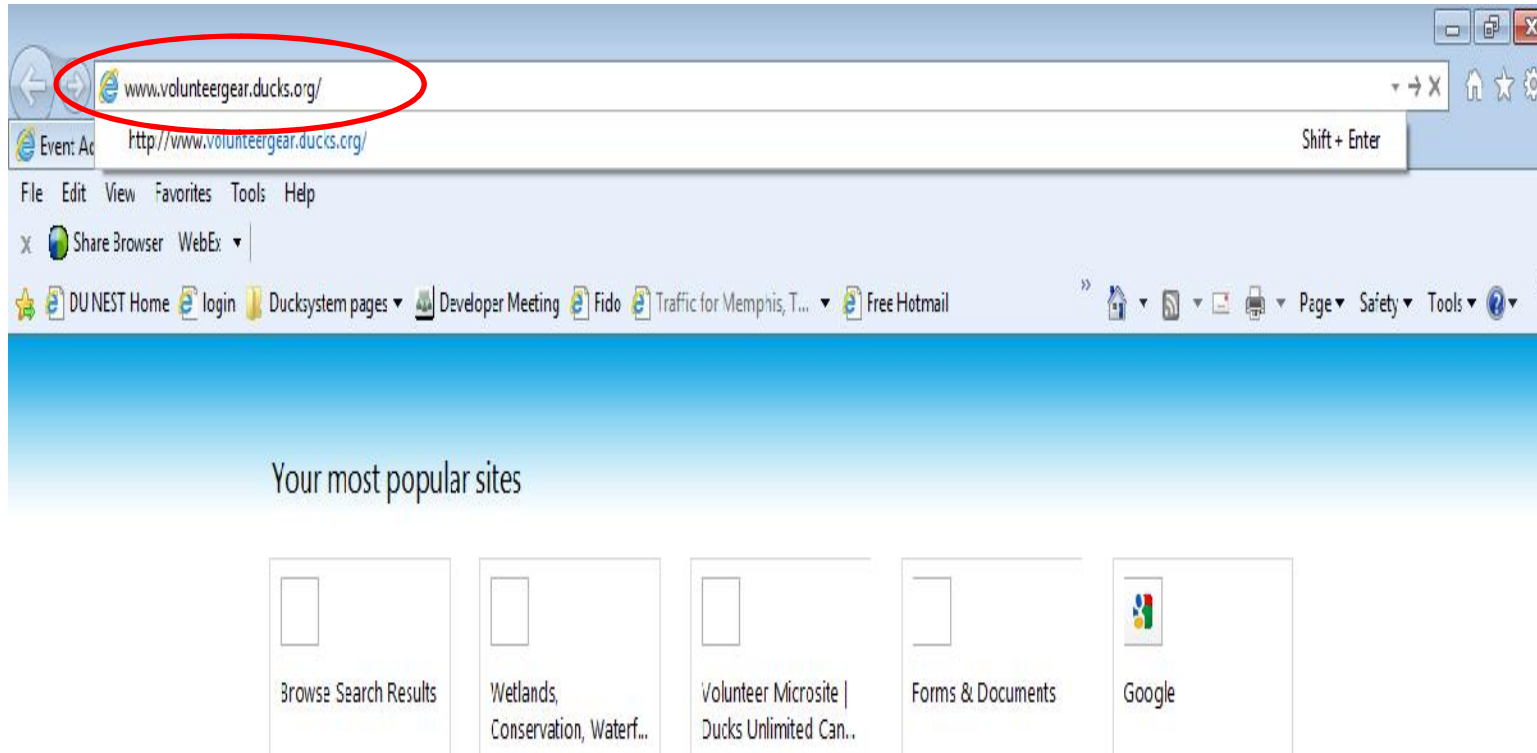 www.volunteergear.ducks.org/
http://www.volunteergear.ducks.org/ Shift + Enter
Event Ad
File Edit View Favorites Tools Help
x Share Browser WebEx
DU NEST Home login Ducksystem pages Developer Meeting Fido Traffic for Memphis, T... Free Hotmail » Page Safety Tools
Your most popular sites
Browse Search Results Wetlands, Volunteer Microsite | Forms & Documents Google
Conservation, Waterf... Ducks Unlimited Can...